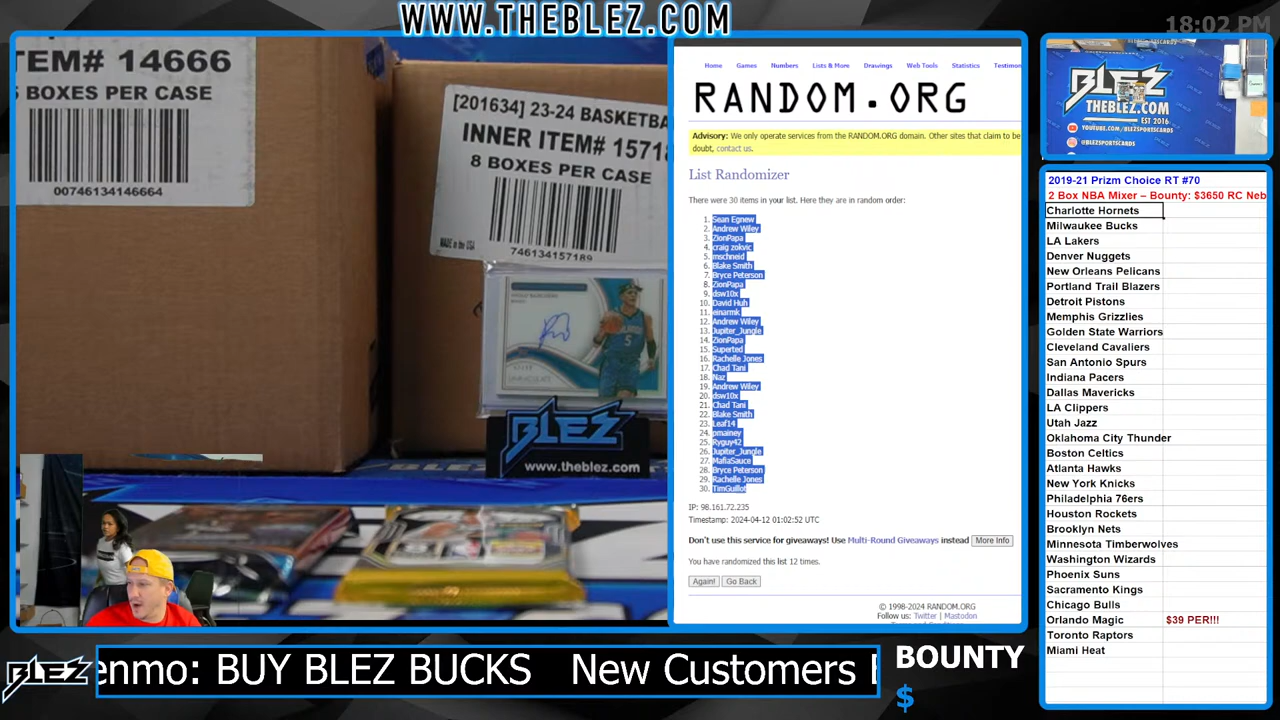 WWW.THEBLEZ.COM
18:02 PM
ITEM# 14666
BOXES PER CASE
00746134146664
[201634] 23-24 BASKETBA
INNER ITEM# 1571
8 BOXES PER CASE
746134157189
MADE IN THE USA
BLEZ
www.theblez.com
Home Games Numbers Lists & More Drawings Web Tools Statistics Testimon
RANDOM.ORG
Advisory: We only operate services from the RANDOM.ORG domain. Other sites that claim to be
doubt, contact us.
List Randomizer
There were 30 items in your list. Here they are in random order:
1. Sean Egnew
2. Andrew Wiley
3. ZionPapa
4. craig zokvic
5. mschneid
6. Blake Smith
7. Bryce Peterson
8. ZionPapa
9. dsw10x
10. David Huh
11. einarmk
12. Andrew Wiley
13. Jupiter_Jungle
14. ZionPapa
15. Superted
16. Rachelle Jones
17. Chad Tani
18. Naz
19. Andrew Wiley
20. dsw10x
21. Chad Tani
22. Blake Smith
23. Leaf14
24. pmainey
25. Ryguy42
26. Jupiter_Jungle
27. MafiaSauce
28. Bryce Peterson
29. Rachelle Jones
30. TimGuillot
IP: 98.161.72.235
Timestamp: 2024-04-12 01:02:52 UTC
Don't use this service for giveaways! Use Multi-Round Giveaways instead More Info
You have randomized this list 12 times.
Again! Go Back
© 1998-2024 RANDOM.ORG
Follow us: Twitter | Mastodon
BLEZ
THEBLEZ.COM
EST 2016
YOUTUBE.COM/BLEZSPORTSCARDS
@BLEZSPORTSCARDS
2019-21 Prizm Choice RT #70
2 Box NBA Mixer – Bounty: $3650 RC Neb
Charlotte Hornets
Milwaukee Bucks
LA Lakers
Denver Nuggets
New Orleans Pelicans
Portland Trail Blazers
Detroit Pistons
Memphis Grizzlies
Golden State Warriors
Cleveland Cavaliers
San Antonio Spurs
Indiana Pacers
Dallas Mavericks
LA Clippers
Utah Jazz
Oklahoma City Thunder
Boston Celtics
Atlanta Hawks
New York Knicks
Philadelphia 76ers
Houston Rockets
Brooklyn Nets
Minnesota Timberwolves
Washington Wizards
Phoenix Suns
Sacramento Kings
Chicago Bulls
Orlando Magic $39 PER!!!
Toronto Raptors
Miami Heat
BLEZ
enmo: BUY BLEZ BUCKS New Customers
BOUNTY
$